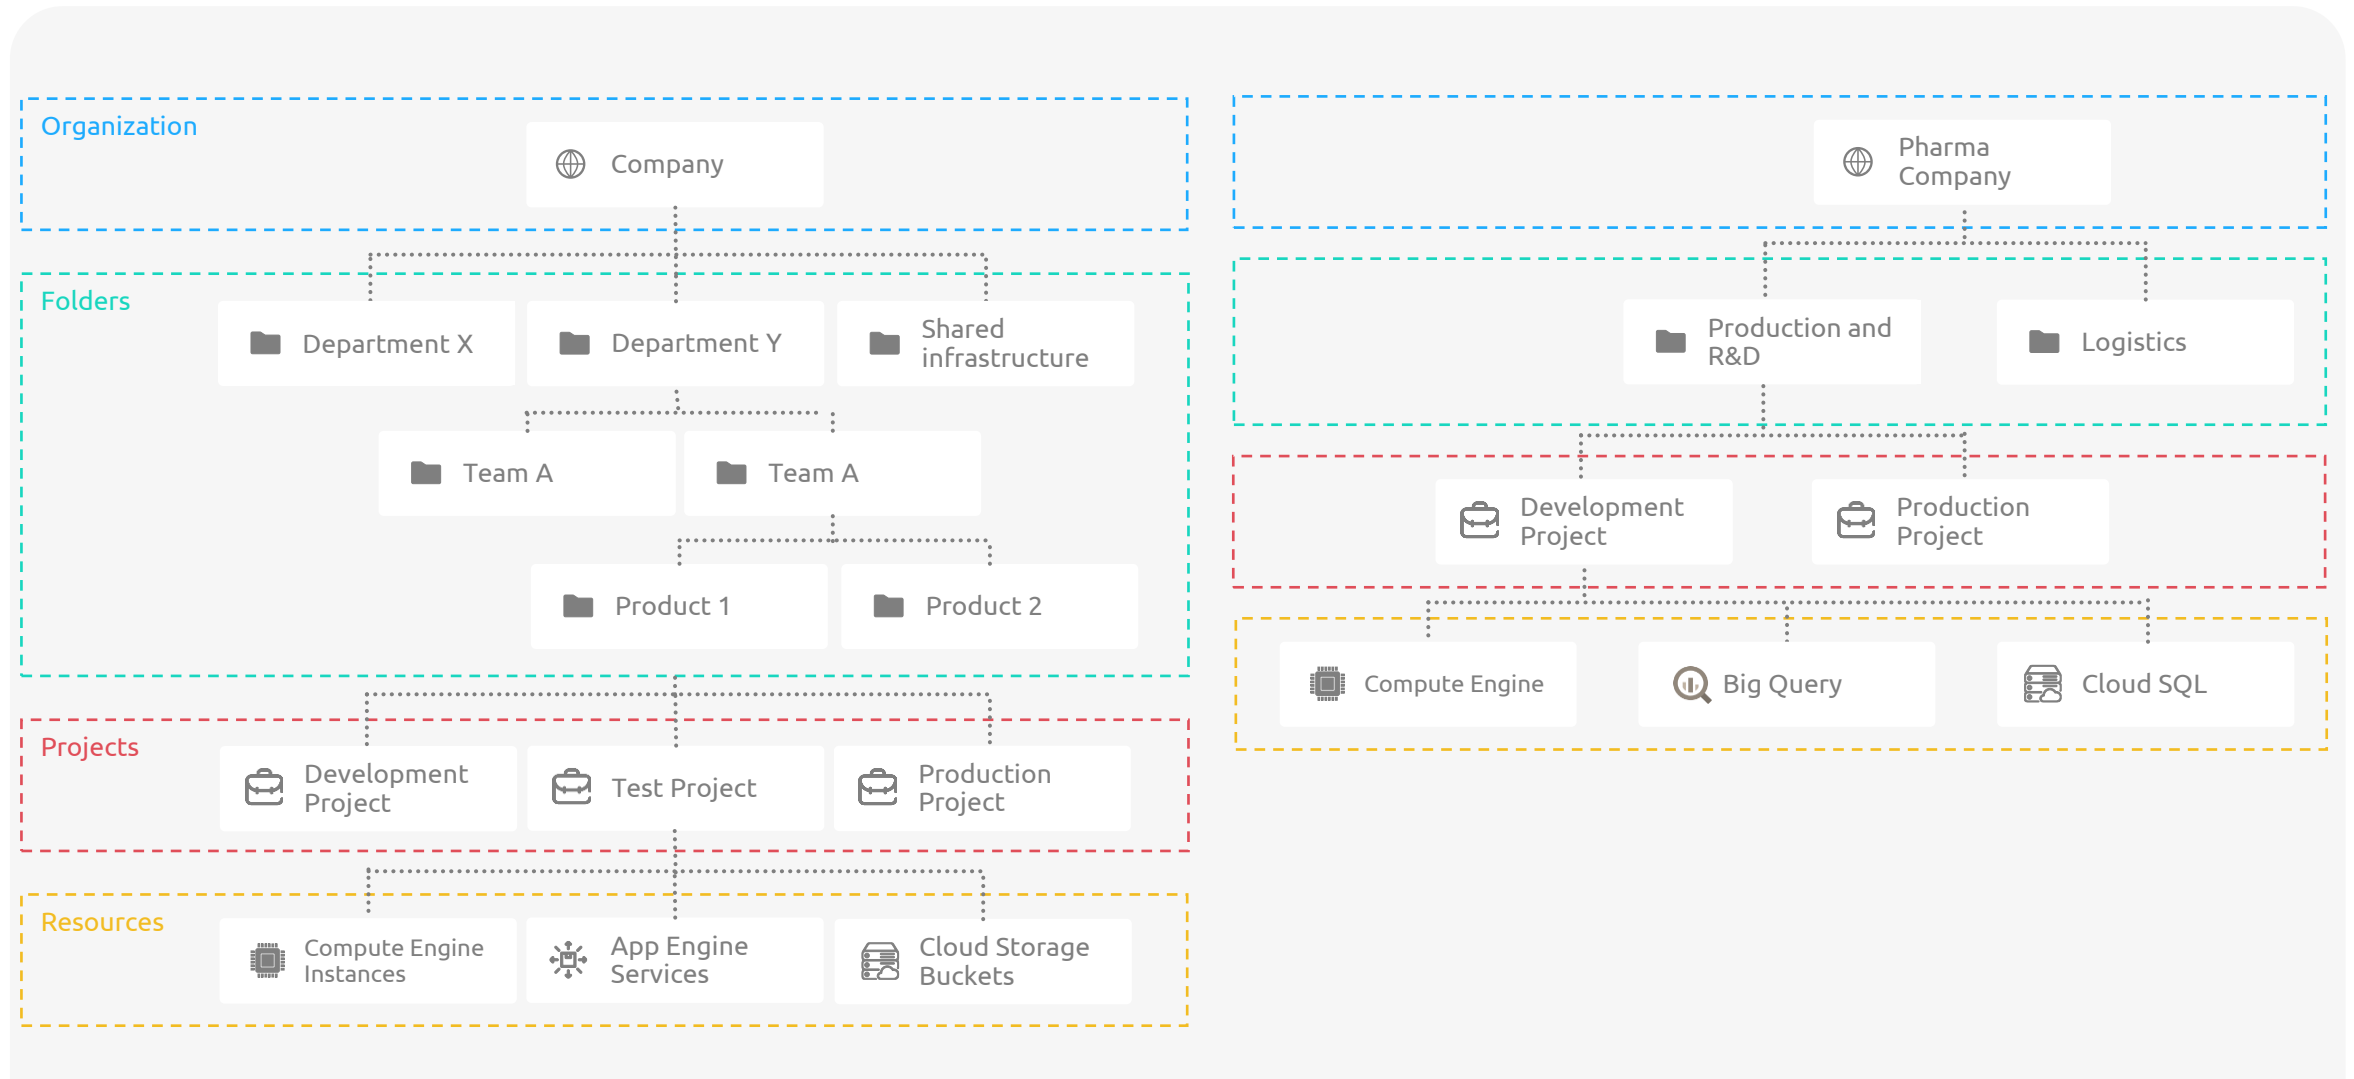 Organization
Company
Folders
Department X
Department Y
Shared
infrastructure
Team A
Team A
Product 1
Product 2
Projects
Development
Project
Test Project
Production
Project
Resources
Compute Engine
Instances
App Engine
Services
Cloud Storage
Buckets
Pharma
Company
Production and
R&D
Logistics
Development
Project
Production
Project
Compute Engine
Big Query
Cloud SQL